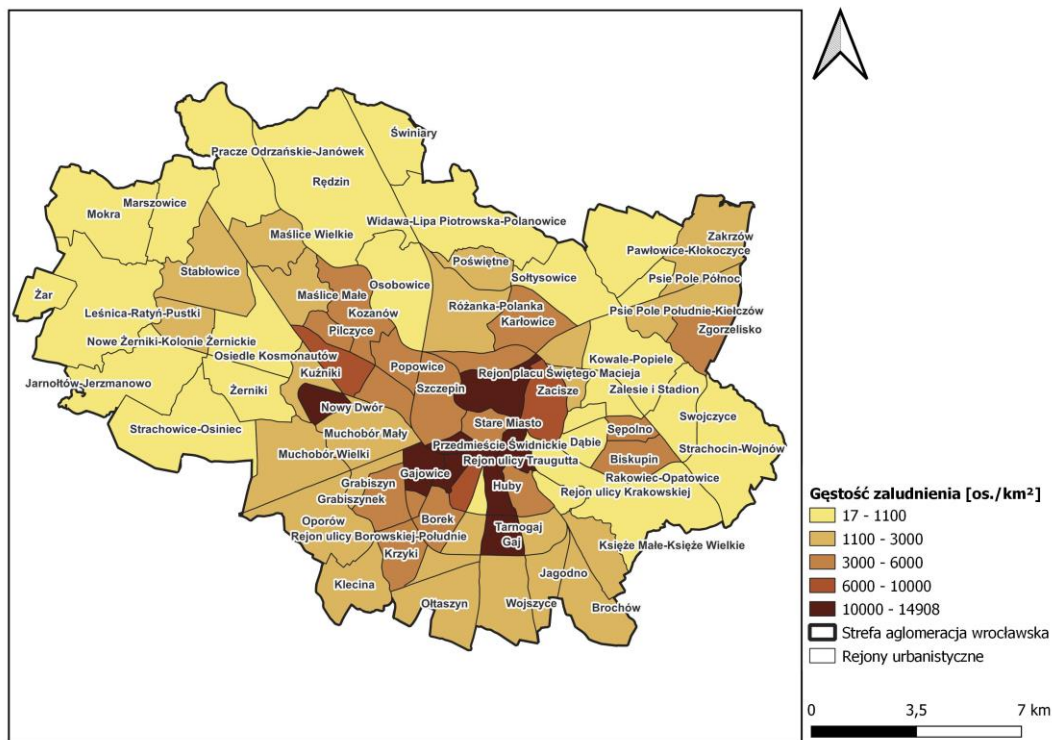 Świniary
Pracze Odrzańskie-Janówek
Rędzin
Marszowice
Mokra
Widawa-Lipa Piotrowska-Polanowice
Maślice Wielkie
Zakrzów
Pawłowice-Kłokoczyce
Poświętne
Stabłowice
Sołtysowice
Psie Pole Północ
Osobowice
Żar
Maślice Małe
Różanka-Polanka
Leśnica-Ratyń-Pustki
Kozanów
Psie Pole Południe-Kiełczów
Karłowice
Pilczyce
Zgorzelisko
Nowe Żerniki-Kolonie Żernickie
Osiedle Kosmonautów
Kowale-Popiele
Popowice
Kuźniki
Rejon placu Świętego Macieja
Jarnołtów-Jerzmanowo
Żerniki
Szczepin
Zacisze
Zalesie i Stadion
Nowy Dwór
Swojczyce
Stare Miasto
Strachowice-Osiniec
Sępolno
Muchobór Mały
Przedmieście Świdnickie
Dąbie
Strachocin-Wojnów
Muchobór Wielki
Rejon ulicy Traugutta
Biskupin
Gajowice
Rakowiec-Opatowice
Grabiszyn
Huby
Rejon ulicy Krakowskiej
Grabiszynek
Oporów
Borek
Tarnogaj
Rejon ulicy Borowskiej-Południe
Gaj
Księże Małe-Księże Wielkie
Krzyki
Jagodno
Klecina
Ołtaszyn
Wojszyce
Brochów
Gęstość zaludnienia [os./km²]
17 - 1100
1100 - 3000
3000 - 6000
6000 - 10000
10000 - 14908
Strefa aglomeracja wrocławska
Rejony urbanistyczne
0 3,5 7 km